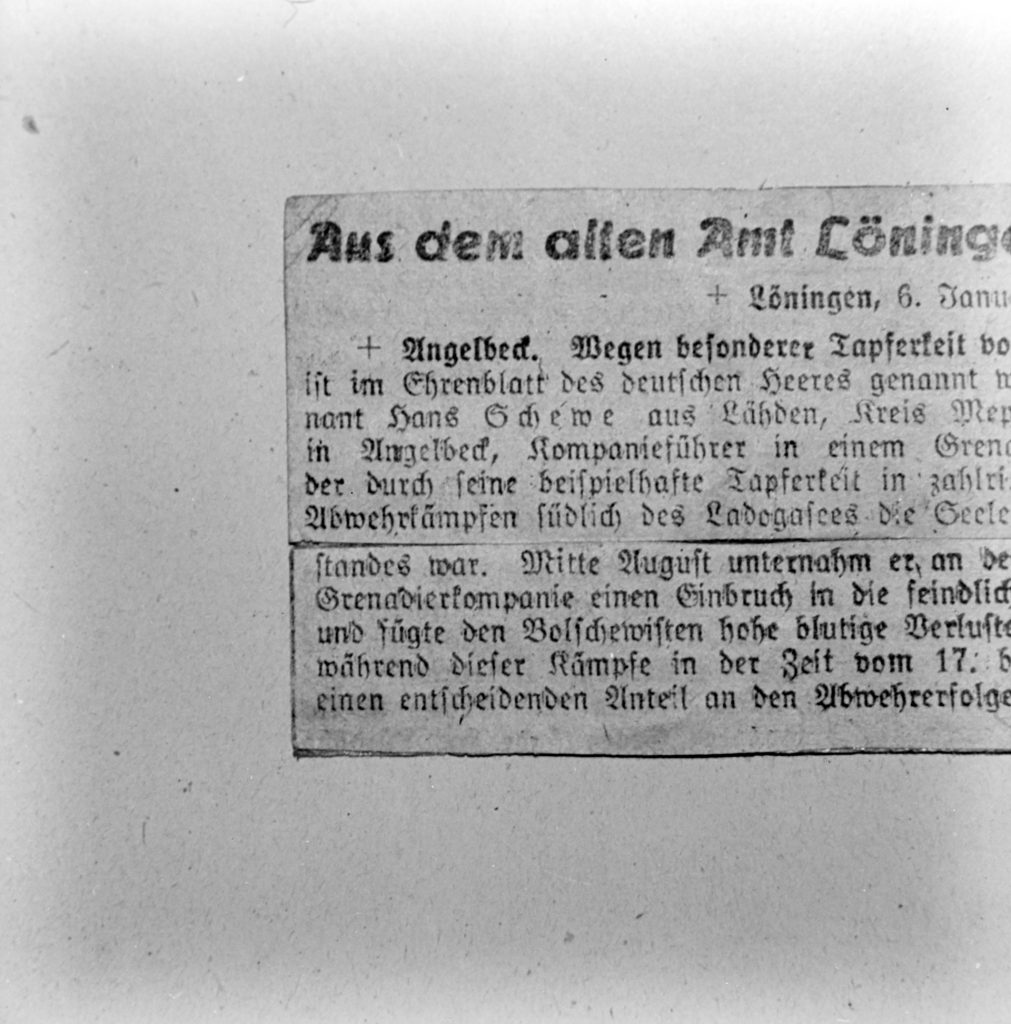 Aus dem alten Amt Löninge
+ Löningen, 6. Janu
+ Angelbeck. Wegen besonderer Tapferkeit vo
ist im Ehrenblatt des deutschen Heeres genannt w
nant Hans Schewe aus Lähden, Kreis Mep
in Angelbeck, Kompanieführer in einem Grena
der durch seine beispielhafte Tapferkeit in zahlri
Abwehrkämpfen südlich des Ladogasees die Seele
standes war. Mitte August unternahm er, an de
Grenadierkompanie einen Einbruch in die feindlich
und fügte den Bolschewisten hohe blutige Verluste
während dieser Kämpfe in der Zeit vom 17. b
einen entscheidenden Anteil an den Abwehrerfolge